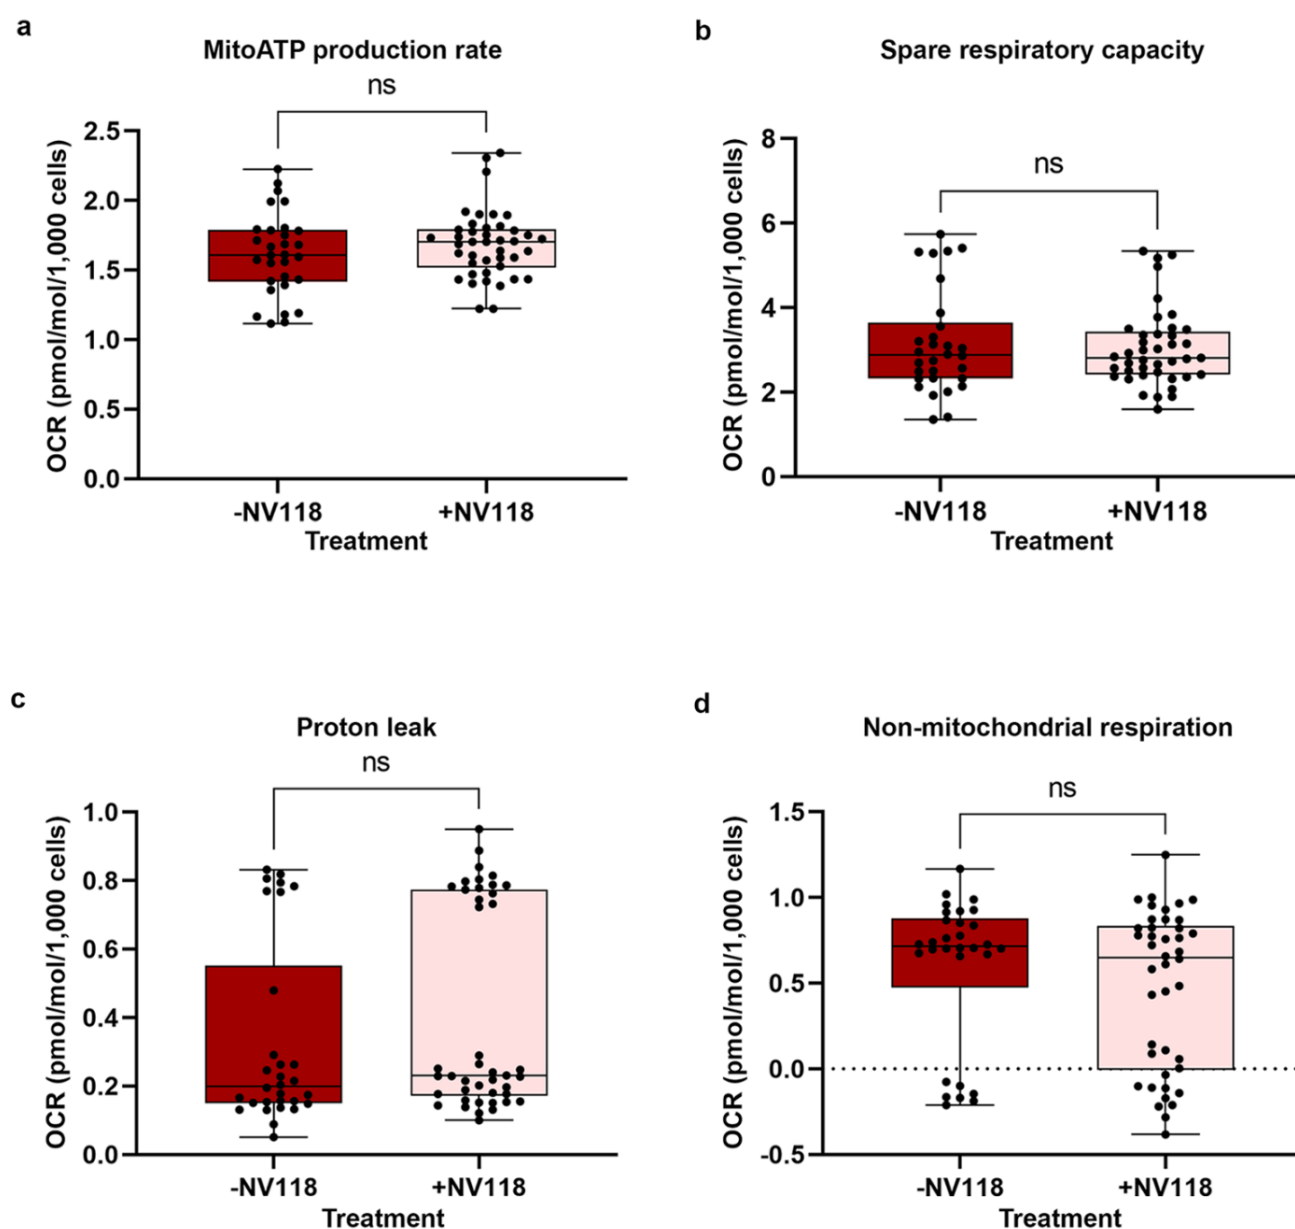 a
MitoATP production rate
ns
OCR (pmol/mol/1,000 cells)
2.5
2.0
1.5
1.0
0.5
0.0
-NV118
+NV118
Treatment
b
Spare respiratory capacity
ns
OCR (pmol/mol/1,000 cells)
8
6
4
2
0
-NV118
+NV118
Treatment
c
Proton leak
ns
OCR (pmol/mol/1,000 cells)
1.0
0.8
0.6
0.4
0.2
0.0
-NV118
+NV118
Treatment
d
Non-mitochondrial respiration
ns
OCR (pmol/mol/1,000 cells)
1.5
1.0
0.5
0.0
-0.5
-NV118
+NV118
Treatment